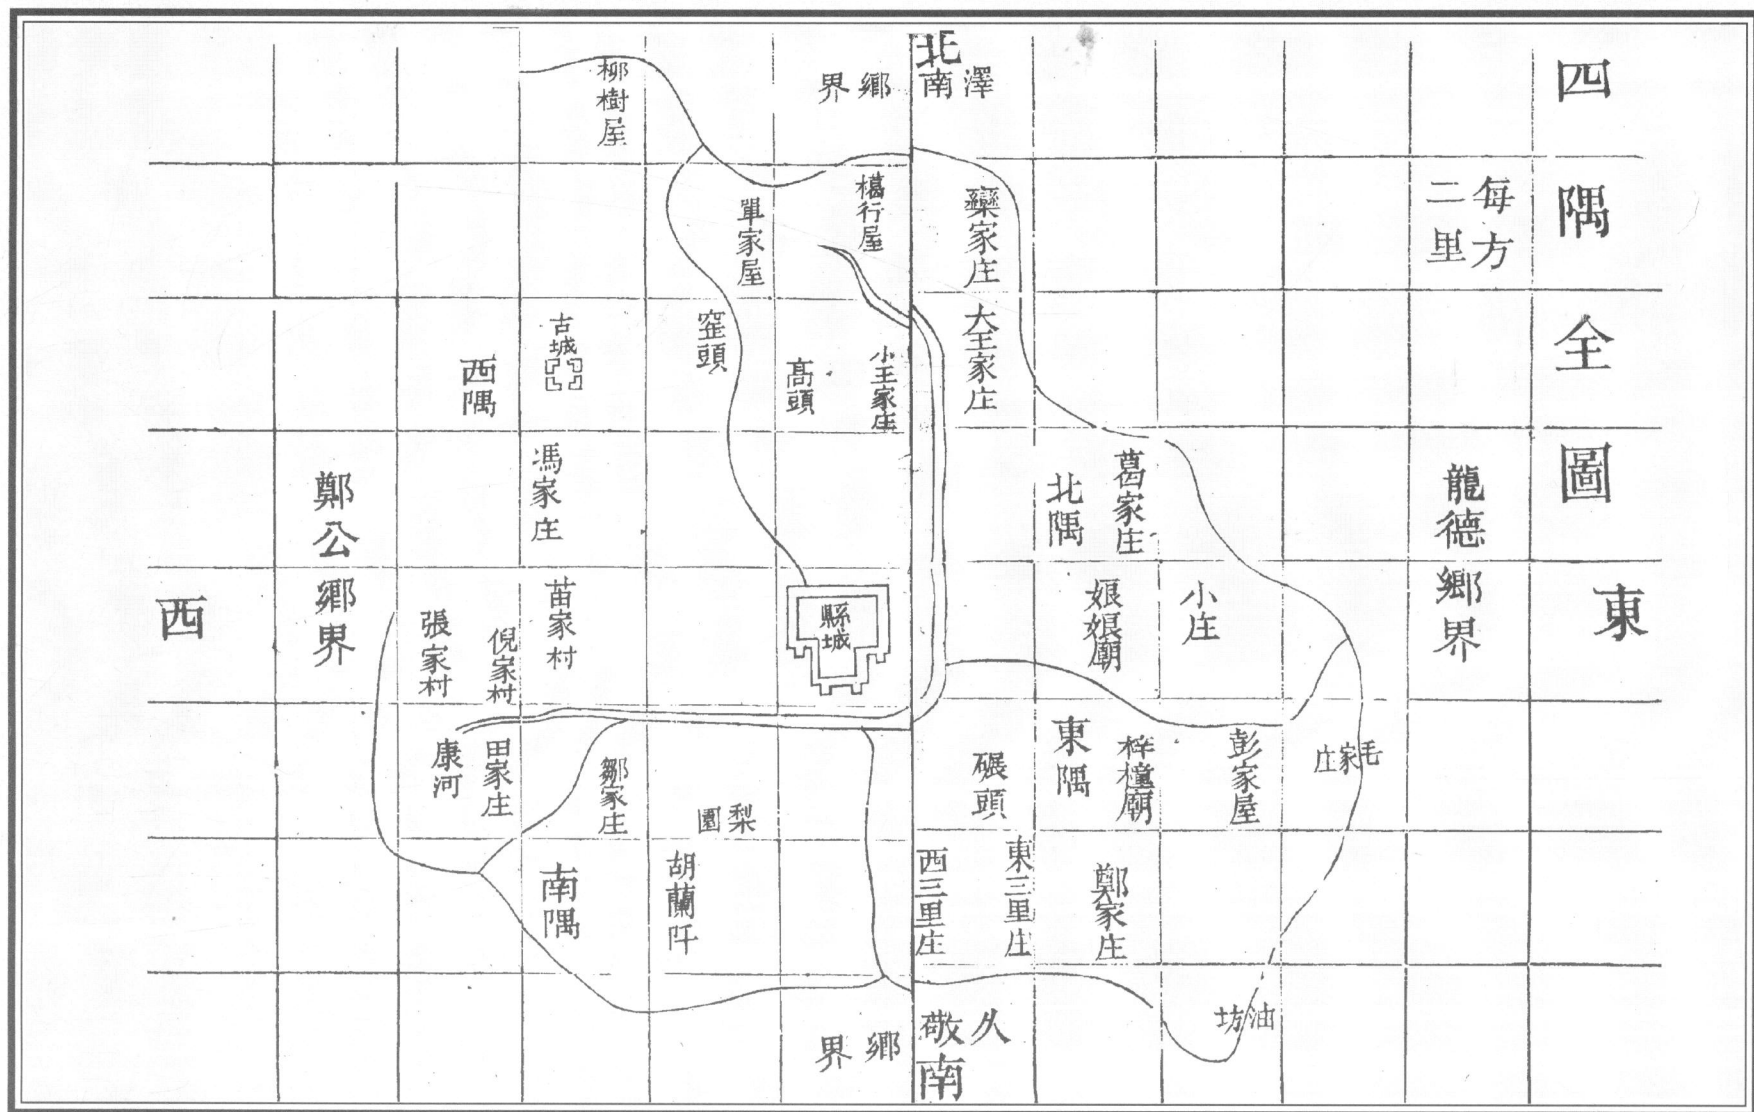 四隅全圖
每方
二里
北
澤南
鄉界
東
龍德鄉界
西
鄭公鄉界
南
久敬
鄉界
柳樹屋
單家屋
樁行屋
欒家庄
大王家庄
小王家庄
髙頭
窪頭
古城
西隅
馮家庄
苗家村
倪家村
張家村
縣城
北隅
葛家庄
娘娘廟
小庄
康河
田家庄
鄒家庄
梨園
胡蘭阡
南隅
碾頭
東隅
梓橦廟
彭家屋
毛家庄
西三里庄
東三里庄
鄭家庄
油坊